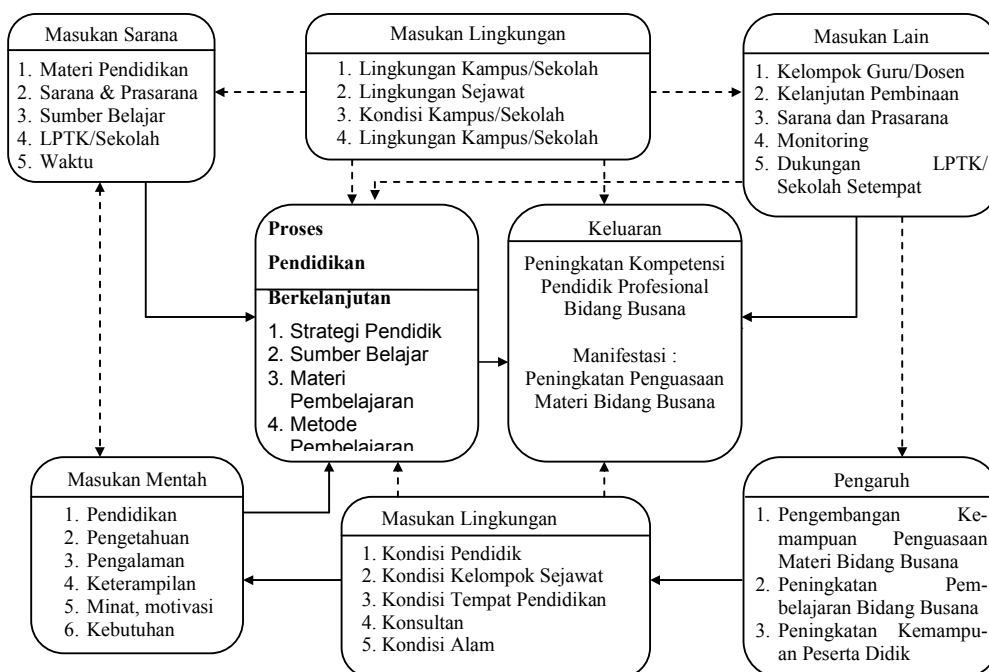 Masukan Sarana
1. Materi Pendidikan
2. Sarana & Prasarana
3. Sumber Belajar
4. LPTK/Sekolah
5. Waktu
Masukan Lingkungan
1. Lingkungan Kampus/Sekolah
2. Lingkungan Sejawat
3. Kondisi Kampus/Sekolah
4. Lingkungan Kampus/Sekolah
Masukan Lain
1. Kelompok Guru/Dosen
2. Kelanjutan Pembinaan
3. Sarana dan Prasarana
4. Monitoring
5. Dukungan LPTK/
Sekolah Setempat
Proses
Pendidikan
Berkelanjutan
1. Strategi Pendidik
2. Sumber Belajar
3. Materi
Pembelajaran
4. Metode
Pembelajaran
Keluaran
Peningkatan Kompetensi
Pendidik Profesional
Bidang Busana
Manifestasi :
Peningkatan Penguasaan
Materi Bidang Busana
Masukan Mentah
1. Pendidikan
2. Pengetahuan
3. Pengalaman
4. Keterampilan
5. Minat, motivasi
6. Kebutuhan
Masukan Lingkungan
1. Kondisi Pendidik
2. Kondisi Kelompok Sejawat
3. Kondisi Tempat Pendidikan
4. Konsultan
5. Kondisi Alam
Pengaruh
1. Pengembangan Ke-
mampuan Penguasaan
Materi Bidang Busana
2. Peningkatan Pem-
belajaran Bidang Busana
3. Peningkatan Kemampu-
an Peserta Didik